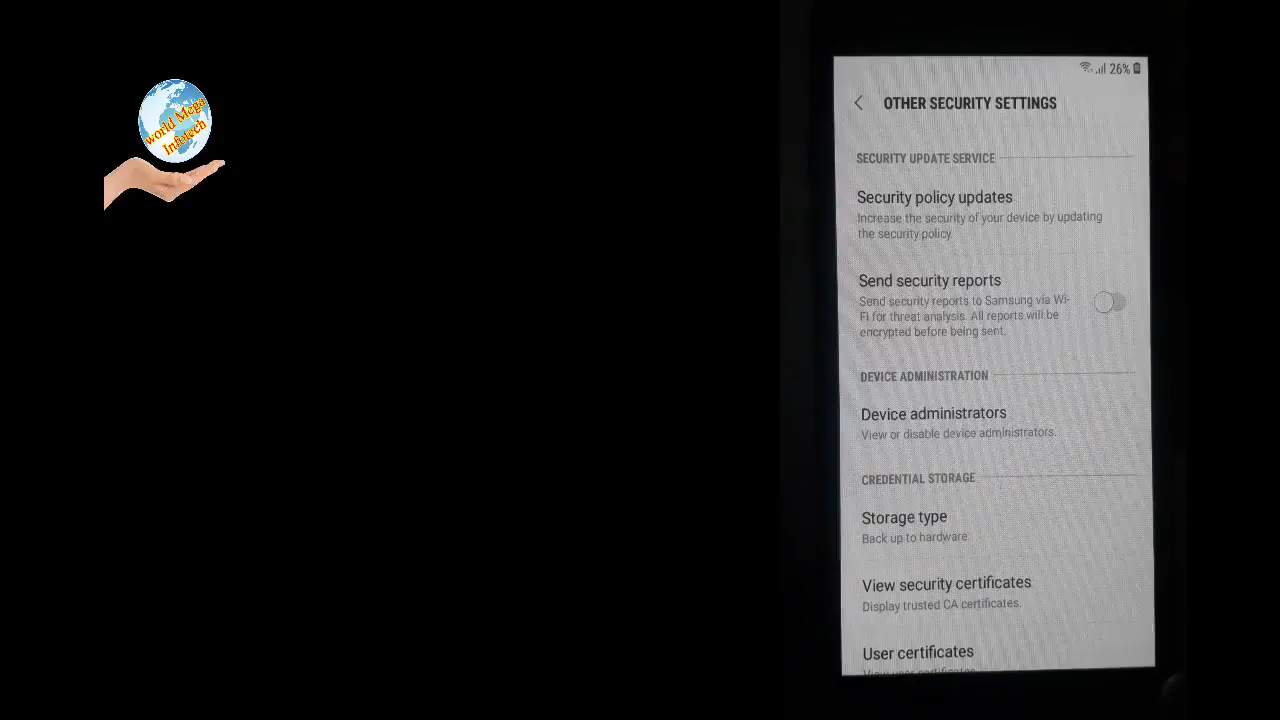 world Mega
Infotech
26%
OTHER SECURITY SETTINGS
SECURITY UPDATE SERVICE
Security policy updates
Increase the security of your device by updating
the security policy.
Send security reports
Send security reports to Samsung via Wi-
Fi for threat analysis. All reports will be
encrypted before being sent.
DEVICE ADMINISTRATION
Device administrators
View or disable device administrators.
CREDENTIAL STORAGE
Storage type
Back up to hardware
View security certificates
Display trusted CA certificates.
User certificates
View user certificates